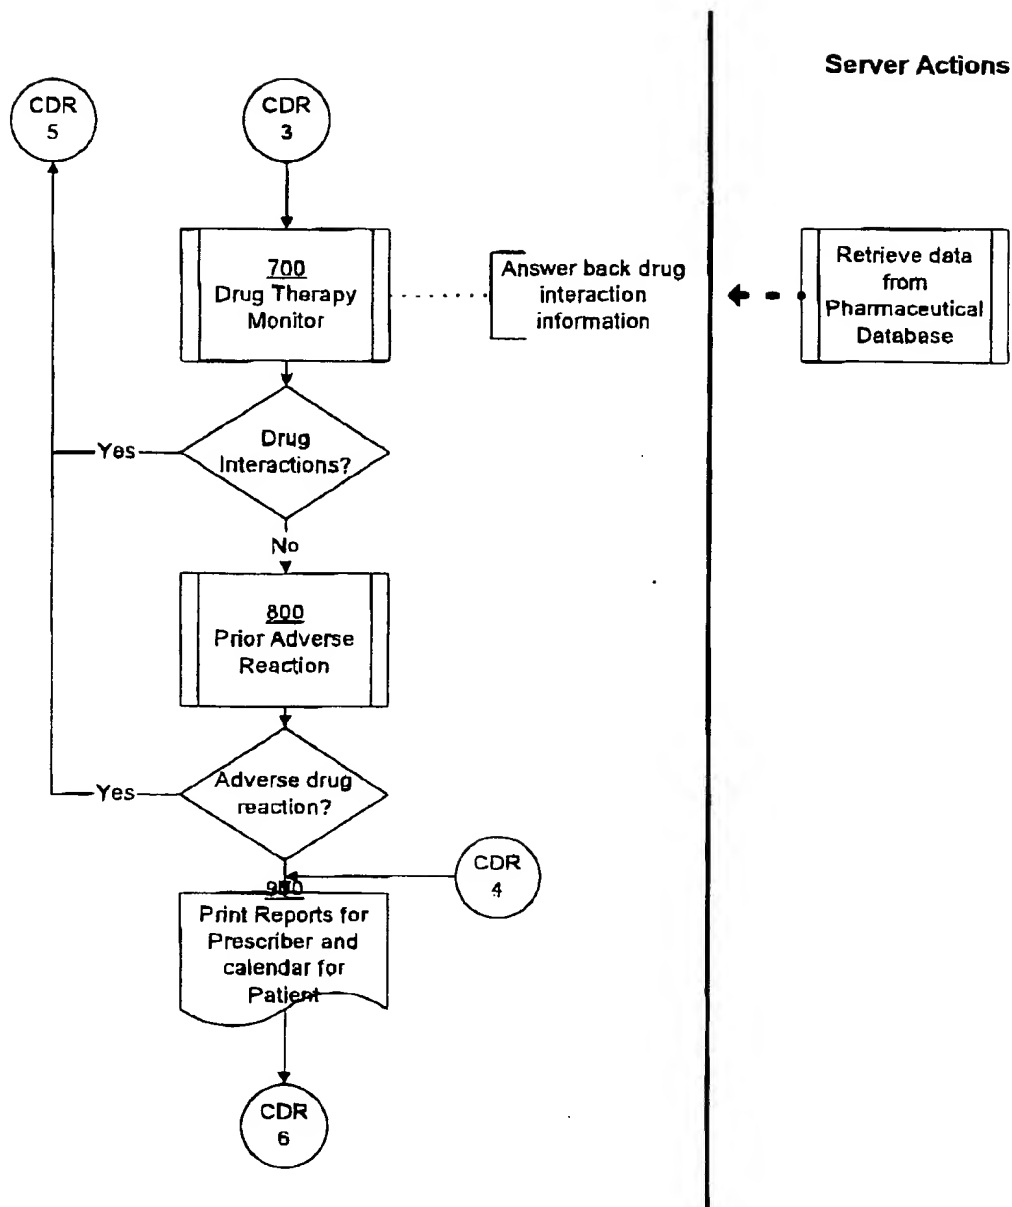 Server Actions
CDR
5
CDR
3
700
Drug Therapy
Monitor
Answer back drug
interaction
information
Retrieve data
from
Pharmaceutical
Database
Drug
Interactions?
Yes
No
800
Prior Adverse
Reaction
Adverse drug
reaction?
Yes
CDR
4
Print Reports for
Prescriber and
calendar for
Patient
CDR
6